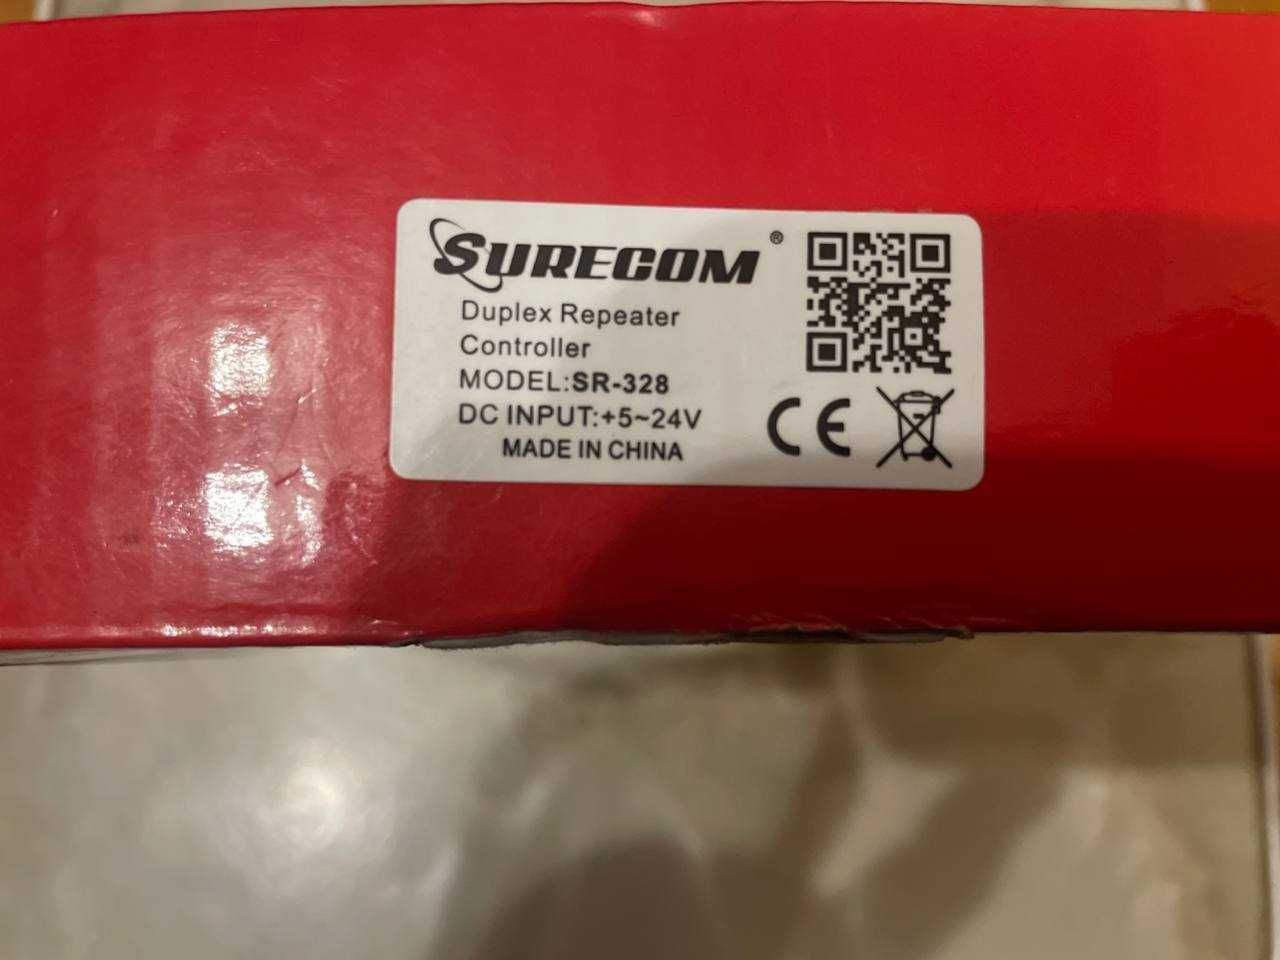 SURECOM®
Duplex Repeater
Controller
MODEL:SR-328
DC INPUT:+5~24V
MADE IN CHINA
CE